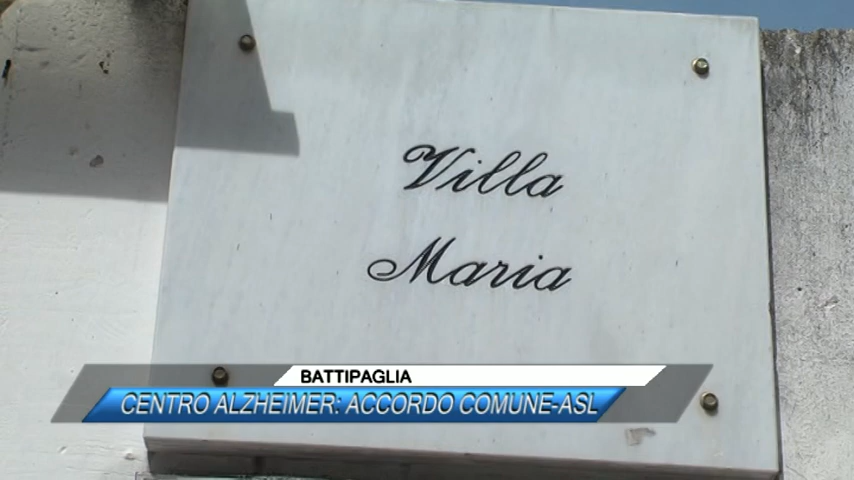 Villa
Maria
BATTIPAGLIA
CENTRO ALZHEIMER: ACCORDO COMUNE-ASL